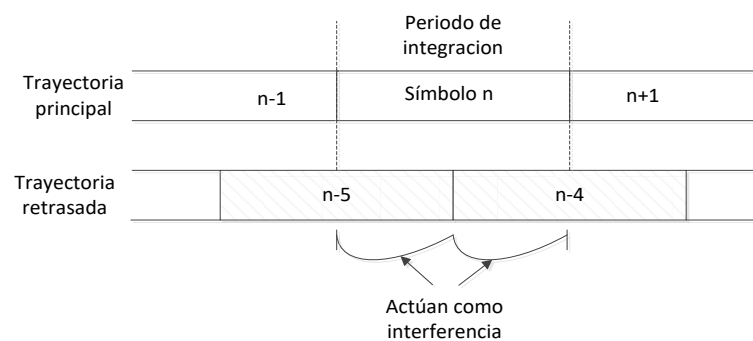 Periodo de
integracion
Trayectoria
principal
n-1
Símbolo n
n+1
Trayectoria
retrasada
n-5
n-4
Actúan como
interferencia